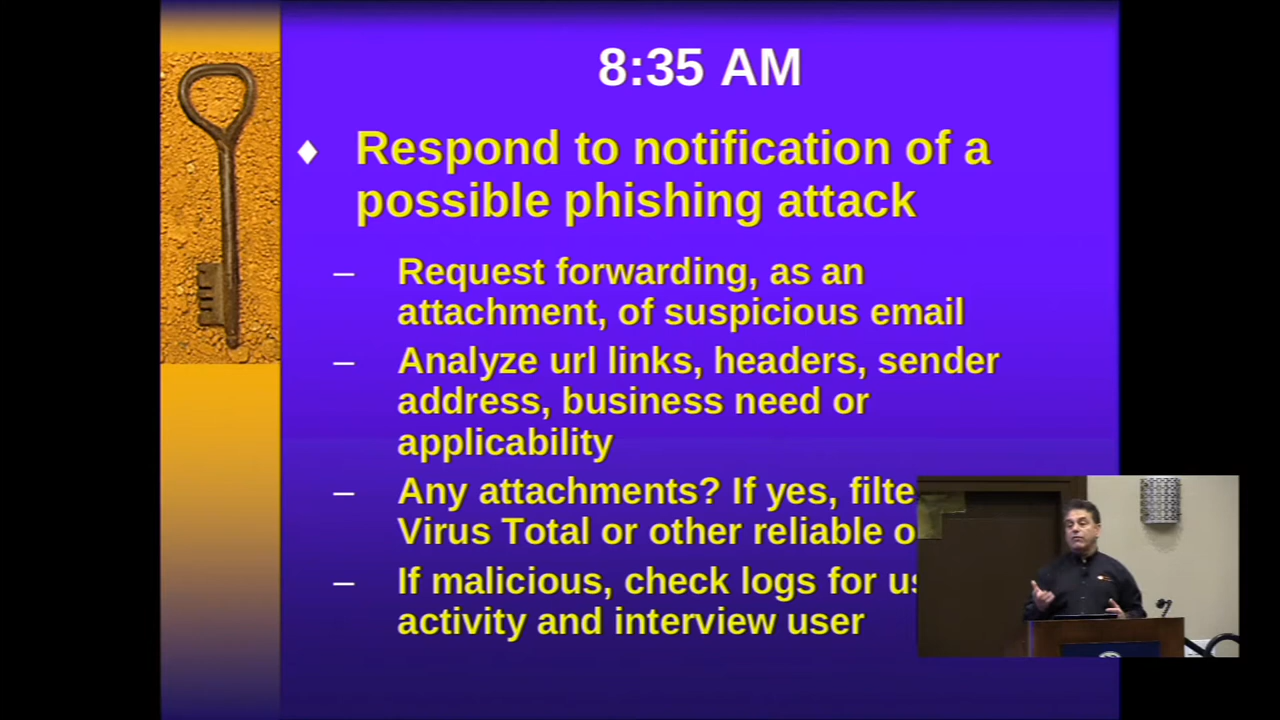 8:35 AM
Respond to notification of a
possible phishing attack
– Request forwarding, as an
attachment, of suspicious email
– Analyze url links, headers, sender
address, business need or
applicability
– Any attachments? If yes,
Virus Total or other reliable
– If malicious, check logs for
activity and interview user